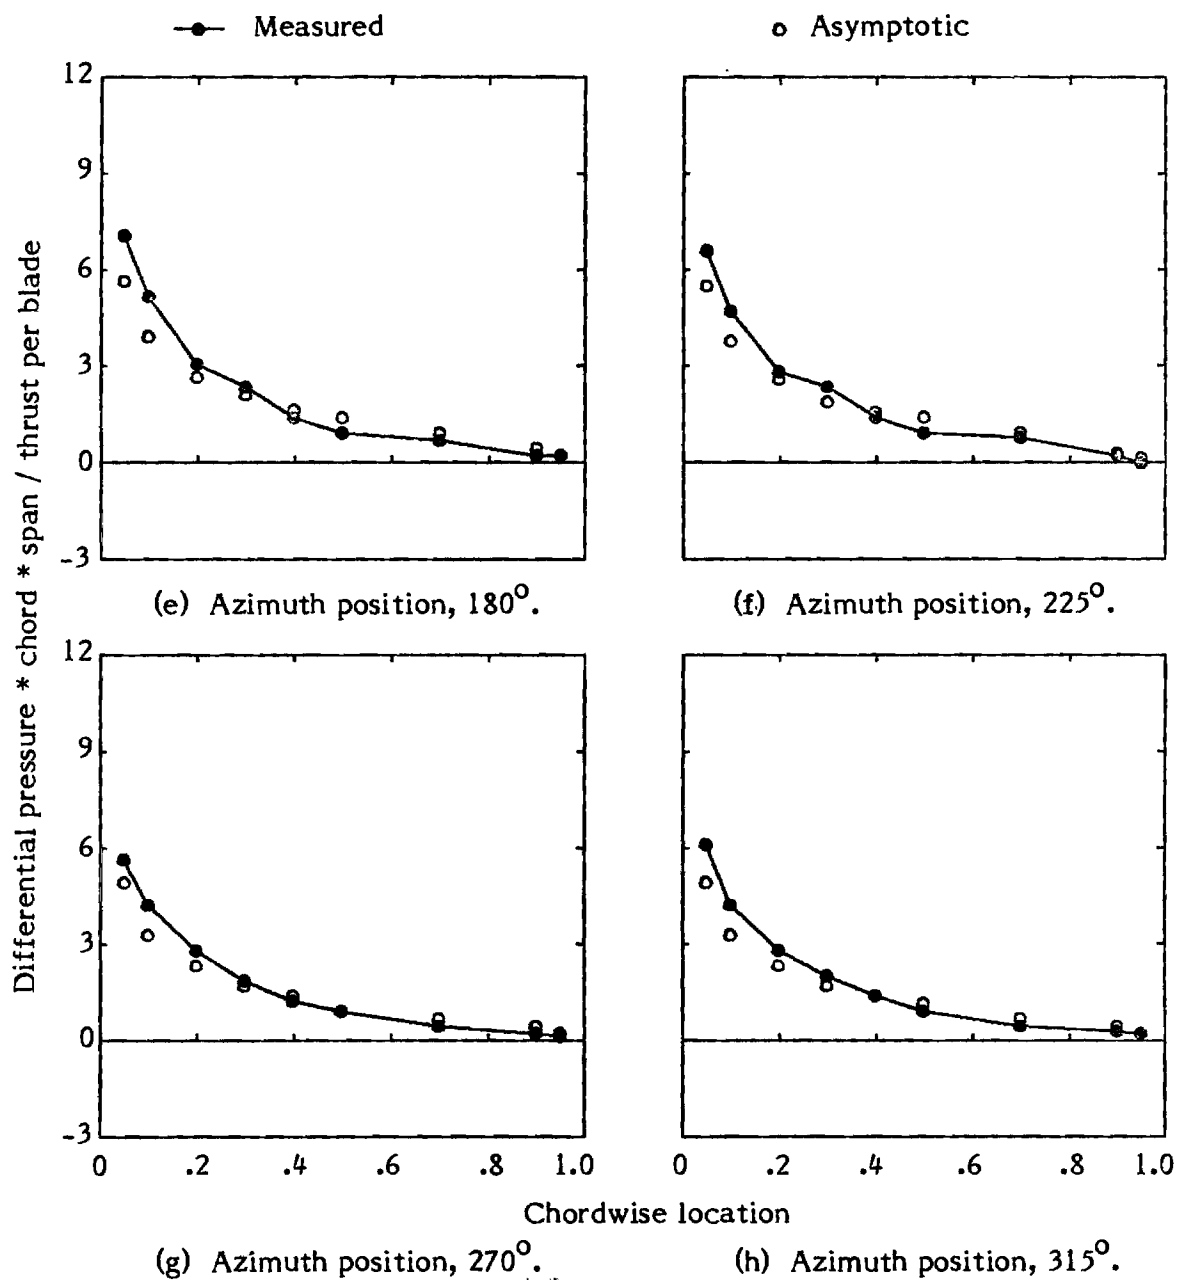 Measured
Asymptotic
Differential pressure * chord * span / thrust per blade
12
9
6
3
0
-3
(e) Azimuth position, 180°.
(f) Azimuth position, 225°.
12
9
6
3
0
-3
0 .2 .4 .6 .8 1.0
0 .2 .4 .6 .8 1.0
Chordwise location
(g) Azimuth position, 270°.
(h) Azimuth position, 315°.